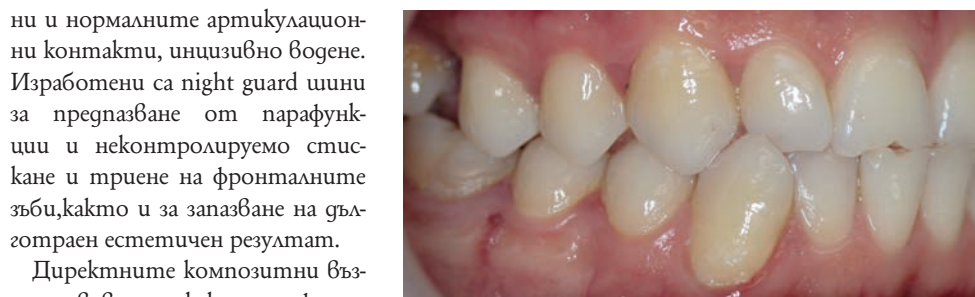 ни и нормалните артикулацион-
ни контакти, инцизивно водене.
Изработени са night guard шини
за предпазване от парафунк-
ции и неконтролируемо стис-
кане и триене на фронталните
зъби,както и за запазване на дъл-
готраен естетичен резултат.
Директните композитни въз-